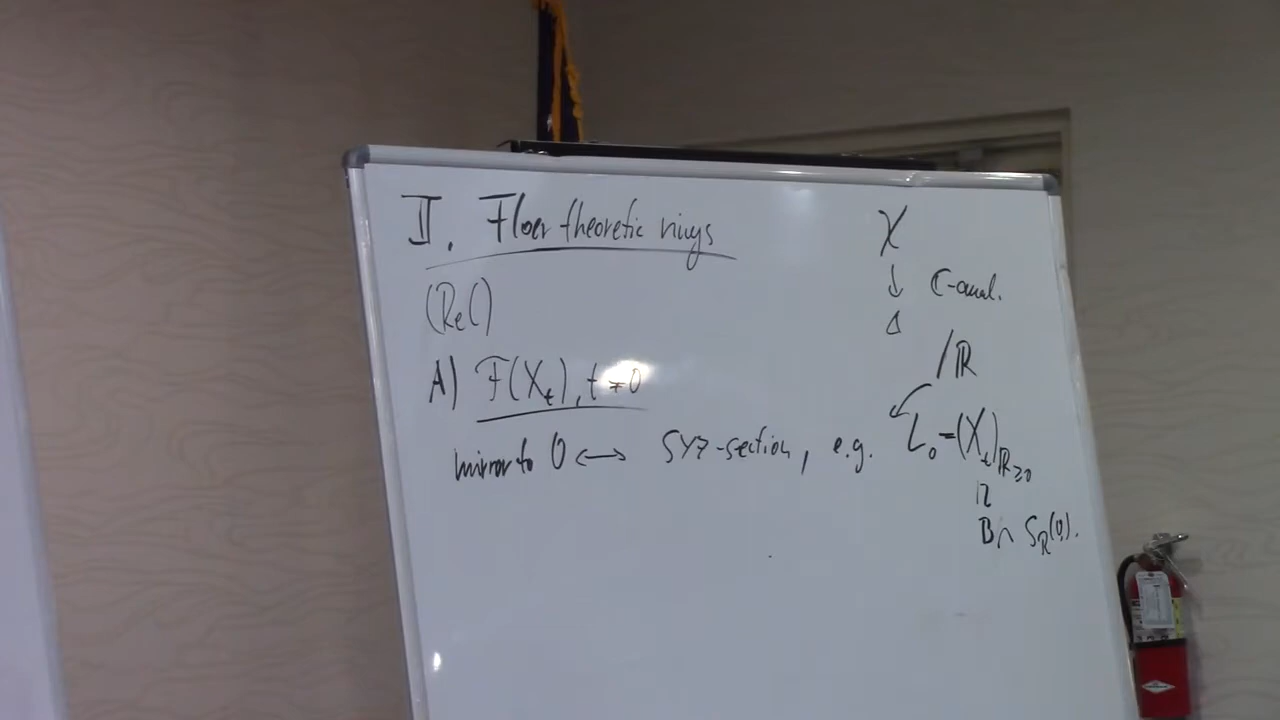 II. Floer theoretic rings
(Rel)
A) F(X_t), t ≠ 0
mirror to O ↔ SYZ-section, e.g. L_0 = (X_t)_{ℝ≥0}
≅
B ∩ S_R(0).
𝒳
↓ ℂ-anal.
Δ
/ℝ